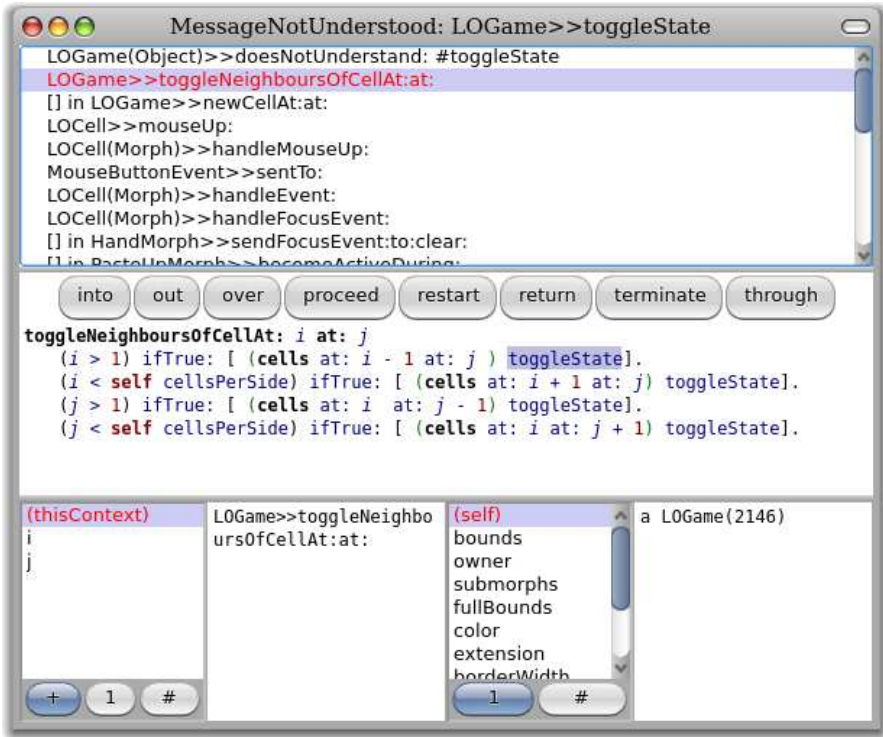 MessageNotUnderstood: LOGame>>toggleState
LOGame(Object)>>doesNotUnderstand: #toggleState
LOGame>>toggleNeighboursOfCellAt:at:
[] in LOGame>>newCellAt:at:
LOCell>>mouseUp:
LOCell(Morph)>>handleMouseUp:
MouseButtonEvent>>sentTo:
LOCell(Morph)>>handleEvent:
LOCell(Morph)>>handleFocusEvent:
[] in HandMorph>>sendFocusEvent:to:clear:
[] in PasteUpMorph>>becomeActiveDuring:
into out over proceed restart return terminate through
toggleNeighboursOfCellAt: i at: j
(i > 1) ifTrue: [ (cells at: i - 1 at: j ) toggleState].
(i < self cellsPerSide) ifTrue: [ (cells at: i + 1 at: j) toggleState].
(j > 1) ifTrue: [ (cells at: i  at: j - 1) toggleState].
(j < self cellsPerSide) ifTrue: [ (cells at: i at: j + 1) toggleState].
(thisContext)
i
j
+ 1 #
LOGame>>toggleNeighbo
ursOfCellAt:at:
(self)
bounds
owner
submorphs
fullBounds
color
extension
borderWidth
1 #
a LOGame(2146)